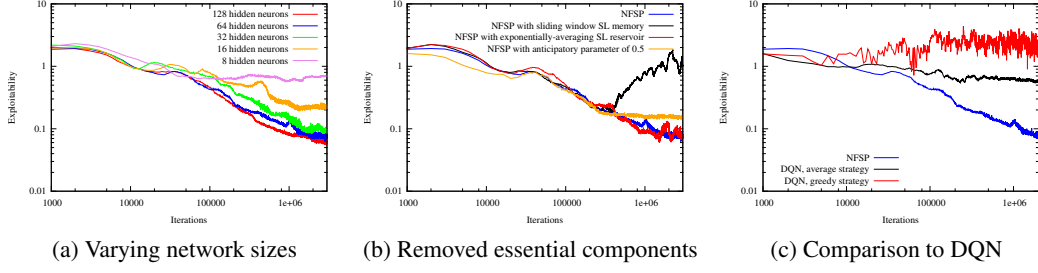 10
1
0.1
0.01
1000
10000
100000
1e+06
Exploitability
Iterations
128 hidden neurons
64 hidden neurons
32 hidden neurons
16 hidden neurons
8 hidden neurons
(a) Varying network sizes
10
1
0.1
0.01
1000
10000
100000
1e+06
Exploitability
Iterations
NFSP
NFSP with sliding window SL memory
NFSP with exponentially-averaging SL reservoir
NFSP with anticipatory parameter of 0.5
(b) Removed essential components
10
1
0.1
0.01
1000
10000
100000
1e+06
Exploitability
Iterations
NFSP
DQN, average strategy
DQN, greedy strategy
(c) Comparison to DQN